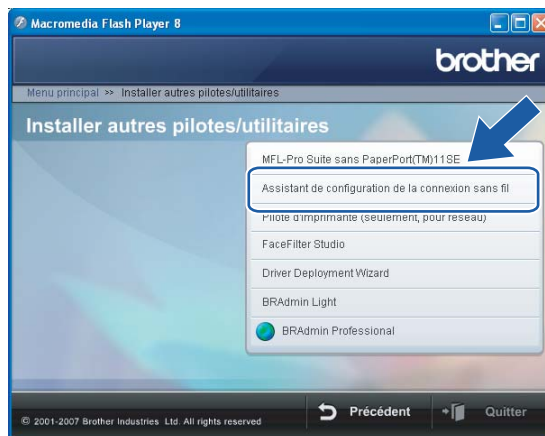 Macromedia Flash Player 8
brother
Menu principal >> Installer autres pilotes/utilitaires
Installer autres pilotes/utilitaires
MFL-Pro Suite sans PaperPort(TM)11SE
Assistant de configuration de la connexion sans fil
Pilote d'imprimante (seulement, pour réseau)
FaceFilter Studio
Driver Deployment Wizard
BRAdmin Light
BRAdmin Professional
© 2001-2007 Brother Industries Ltd. All rights reserved
Précédent
Quitter